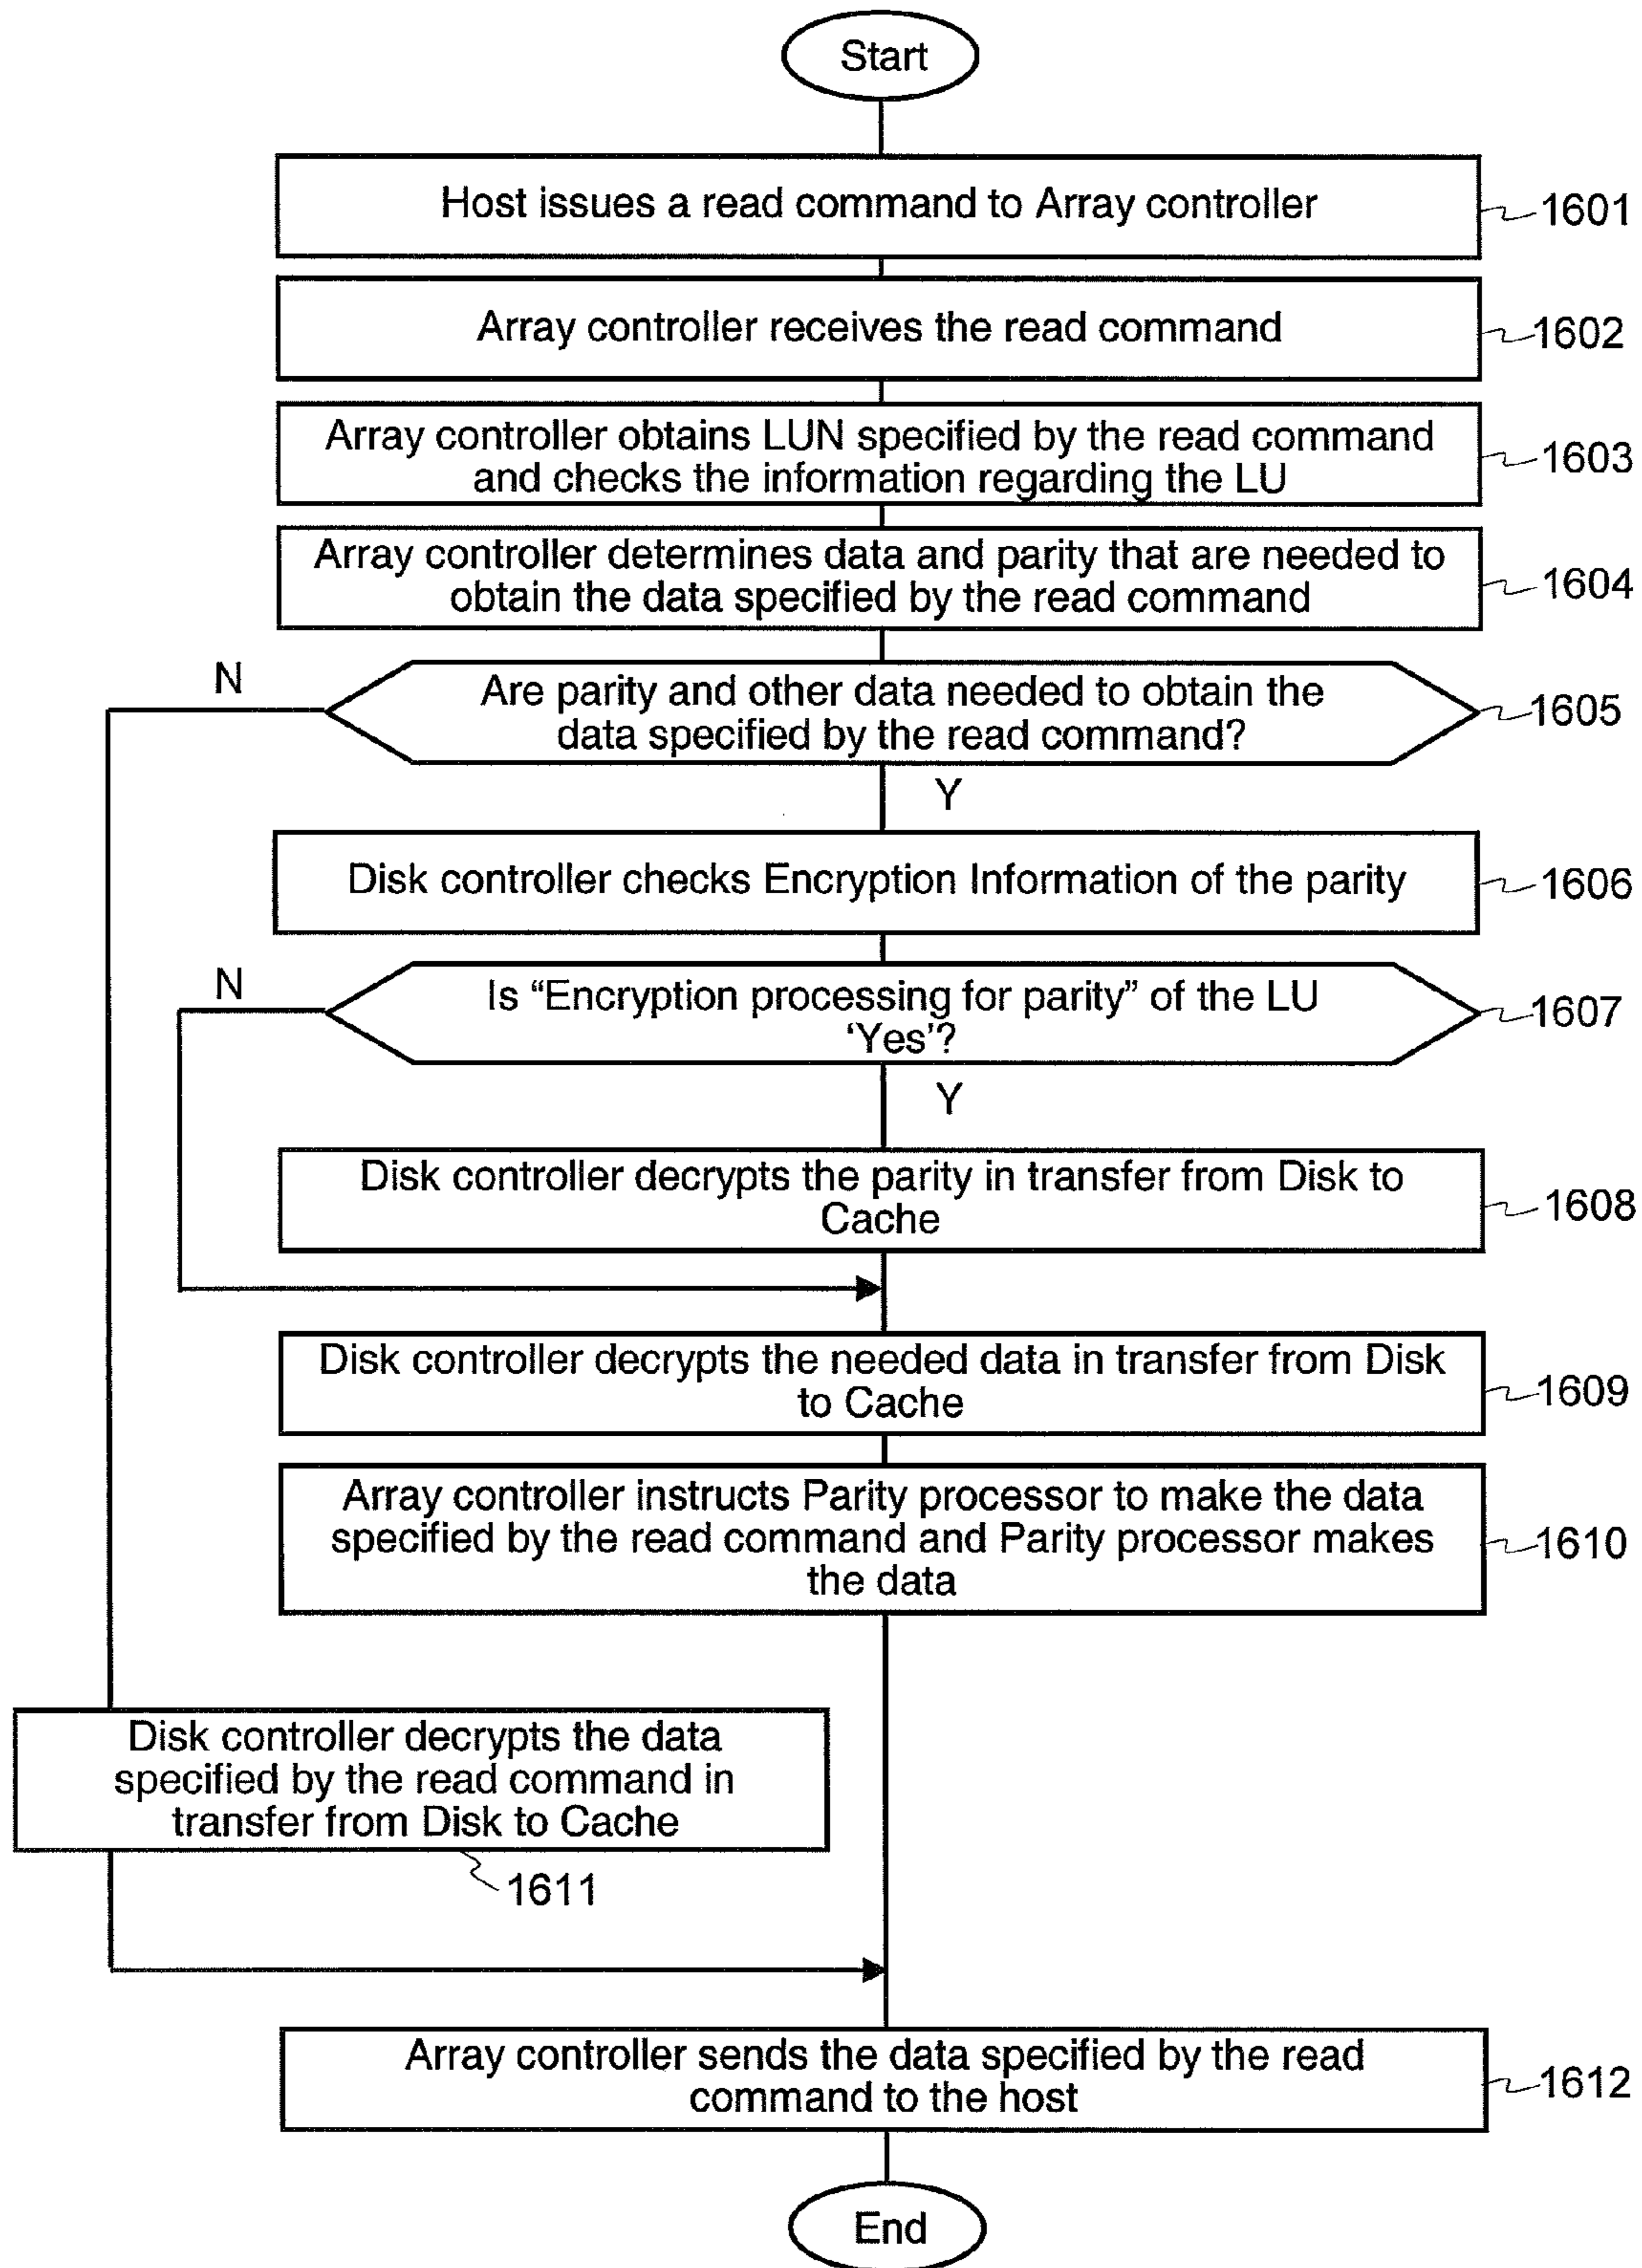 Start
Host issues a read command to Array controller
1601
Array controller receives the read command
1602
Array controller obtains LUN specified by the read command
and checks the information regarding the LU
1603
Array controller determines data and parity that are needed to
obtain the data specified by the read command
1604
N
Are parity and other data needed to obtain the
data specified by the read command?
1605
Y
Disk controller checks Encryption Information of the parity
1606
N
Is “Encryption processing for parity” of the LU
‘Yes’?
1607
Y
Disk controller decrypts the parity in transfer from Disk to
Cache
1608
Disk controller decrypts the needed data in transfer from Disk
to Cache
1609
Array controller instructs Parity processor to make the data
specified by the read command and Parity processor makes
the data
1610
Disk controller decrypts the data
specified by the read command in
transfer from Disk to Cache
1611
Array controller sends the data specified by the read
command to the host
1612
End